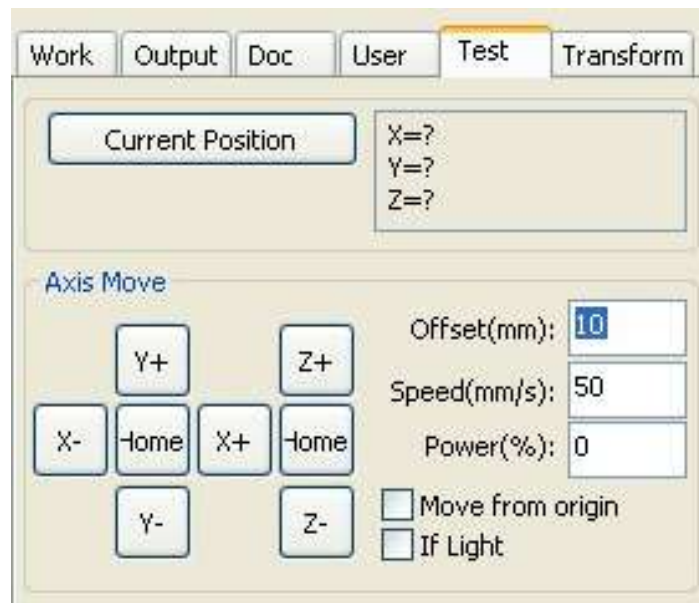 Work Output Doc User Test Transform
Current Position
X=?
Y=?
Z=?
Axis Move
Y+ Z+
X- Home X+ Home
Y- Z-
Offset(mm): 10
Speed(mm/s): 50
Power(%): 0
Move from origin
If Light